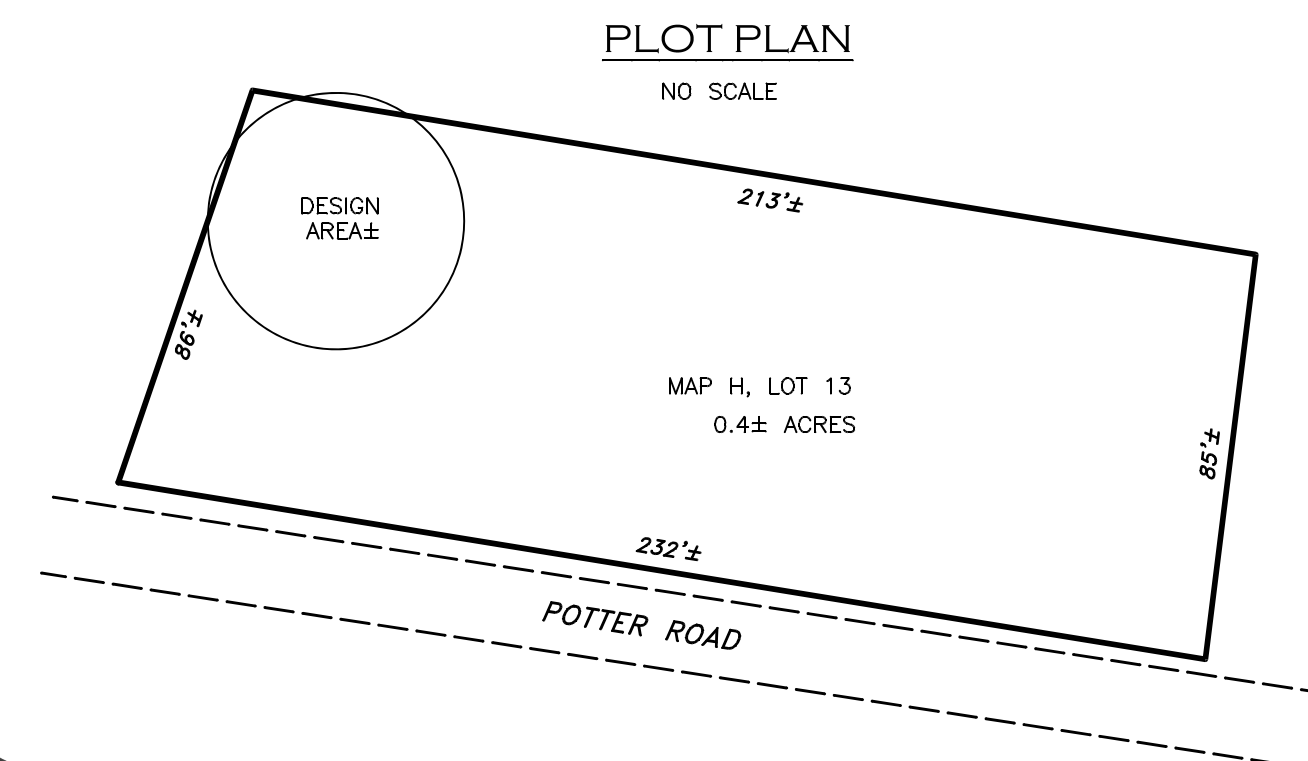 PLOT PLAN
NO SCALE
213'±
DESIGN
AREA±
86'±
MAP H, LOT 13
0.4± ACRES
85'±
232'±
POTTER ROAD